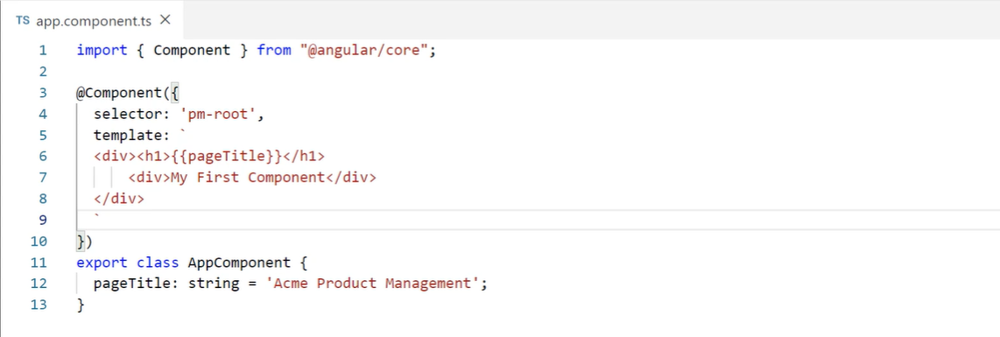 TS app.component.ts ×
1 import { Component } from "@angular/core";
2
3 @Component({
4   selector: 'pm-root',
5   template: `
6   <div><h1>{{pageTitle}}</h1>
7       <div>My First Component</div>
8   </div>
9   `
10 })
11 export class AppComponent {
12   pageTitle: string = 'Acme Product Management';
13 }